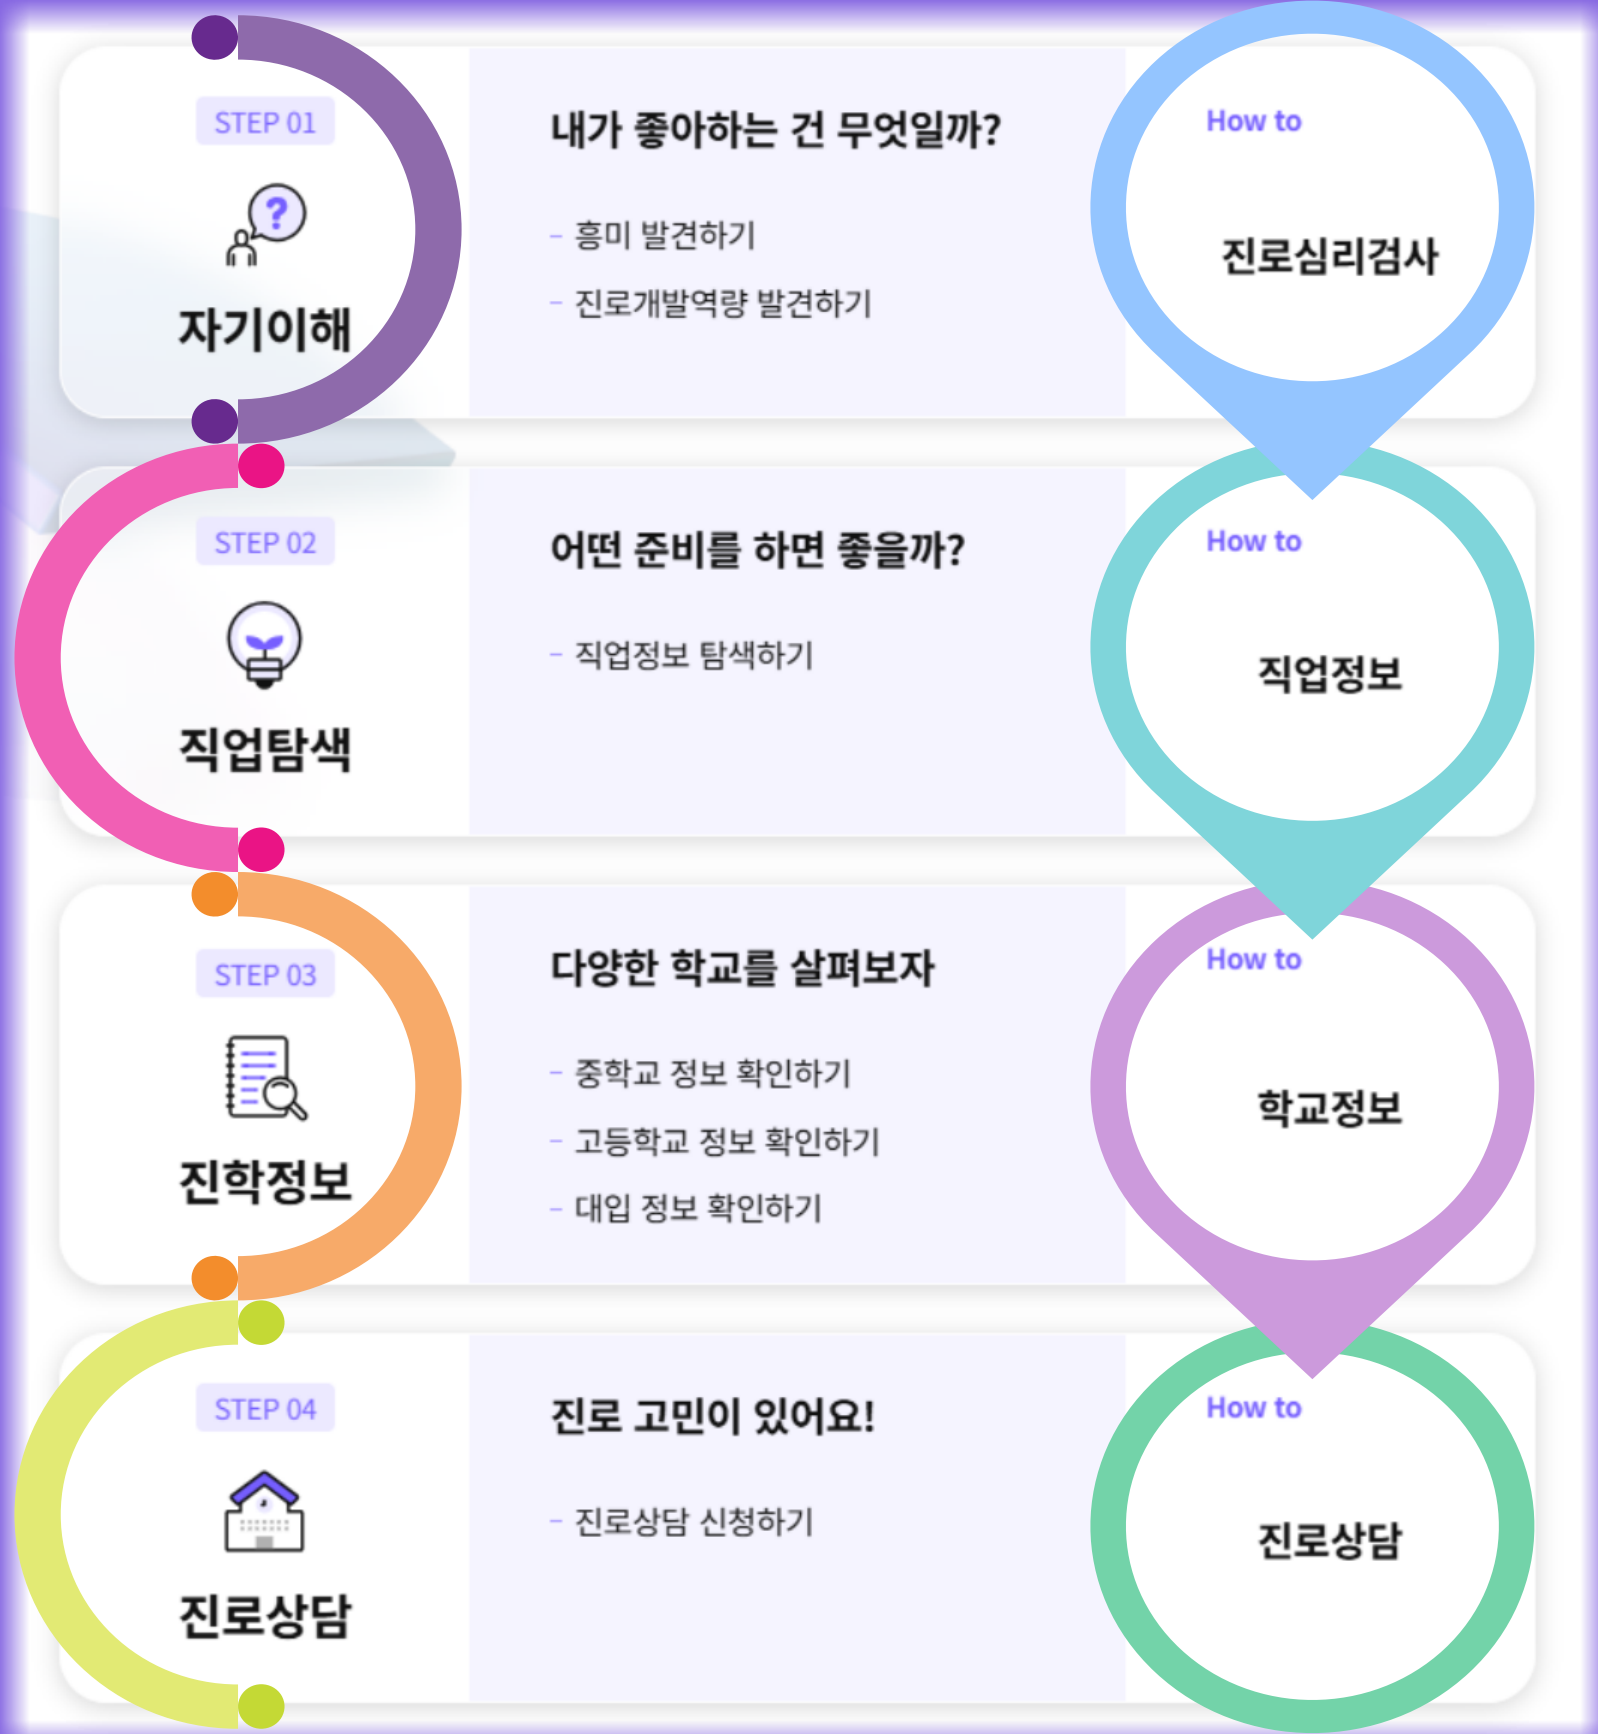 STEP 01
?
자기이해
내가 좋아하는 건 무엇일까?
- 흥미 발견하기
- 진로개발역량 발견하기
How to
진로심리검사
STEP 02
직업탐색
어떤 준비를 하면 좋을까?
- 직업정보 탐색하기
How to
직업정보
STEP 03
진학정보
다양한 학교를 살펴보자
- 중학교 정보 확인하기
- 고등학교 정보 확인하기
- 대입 정보 확인하기
How to
학교정보
STEP 04
진로상담
진로 고민이 있어요!
- 진로상담 신청하기
How to
진로상담